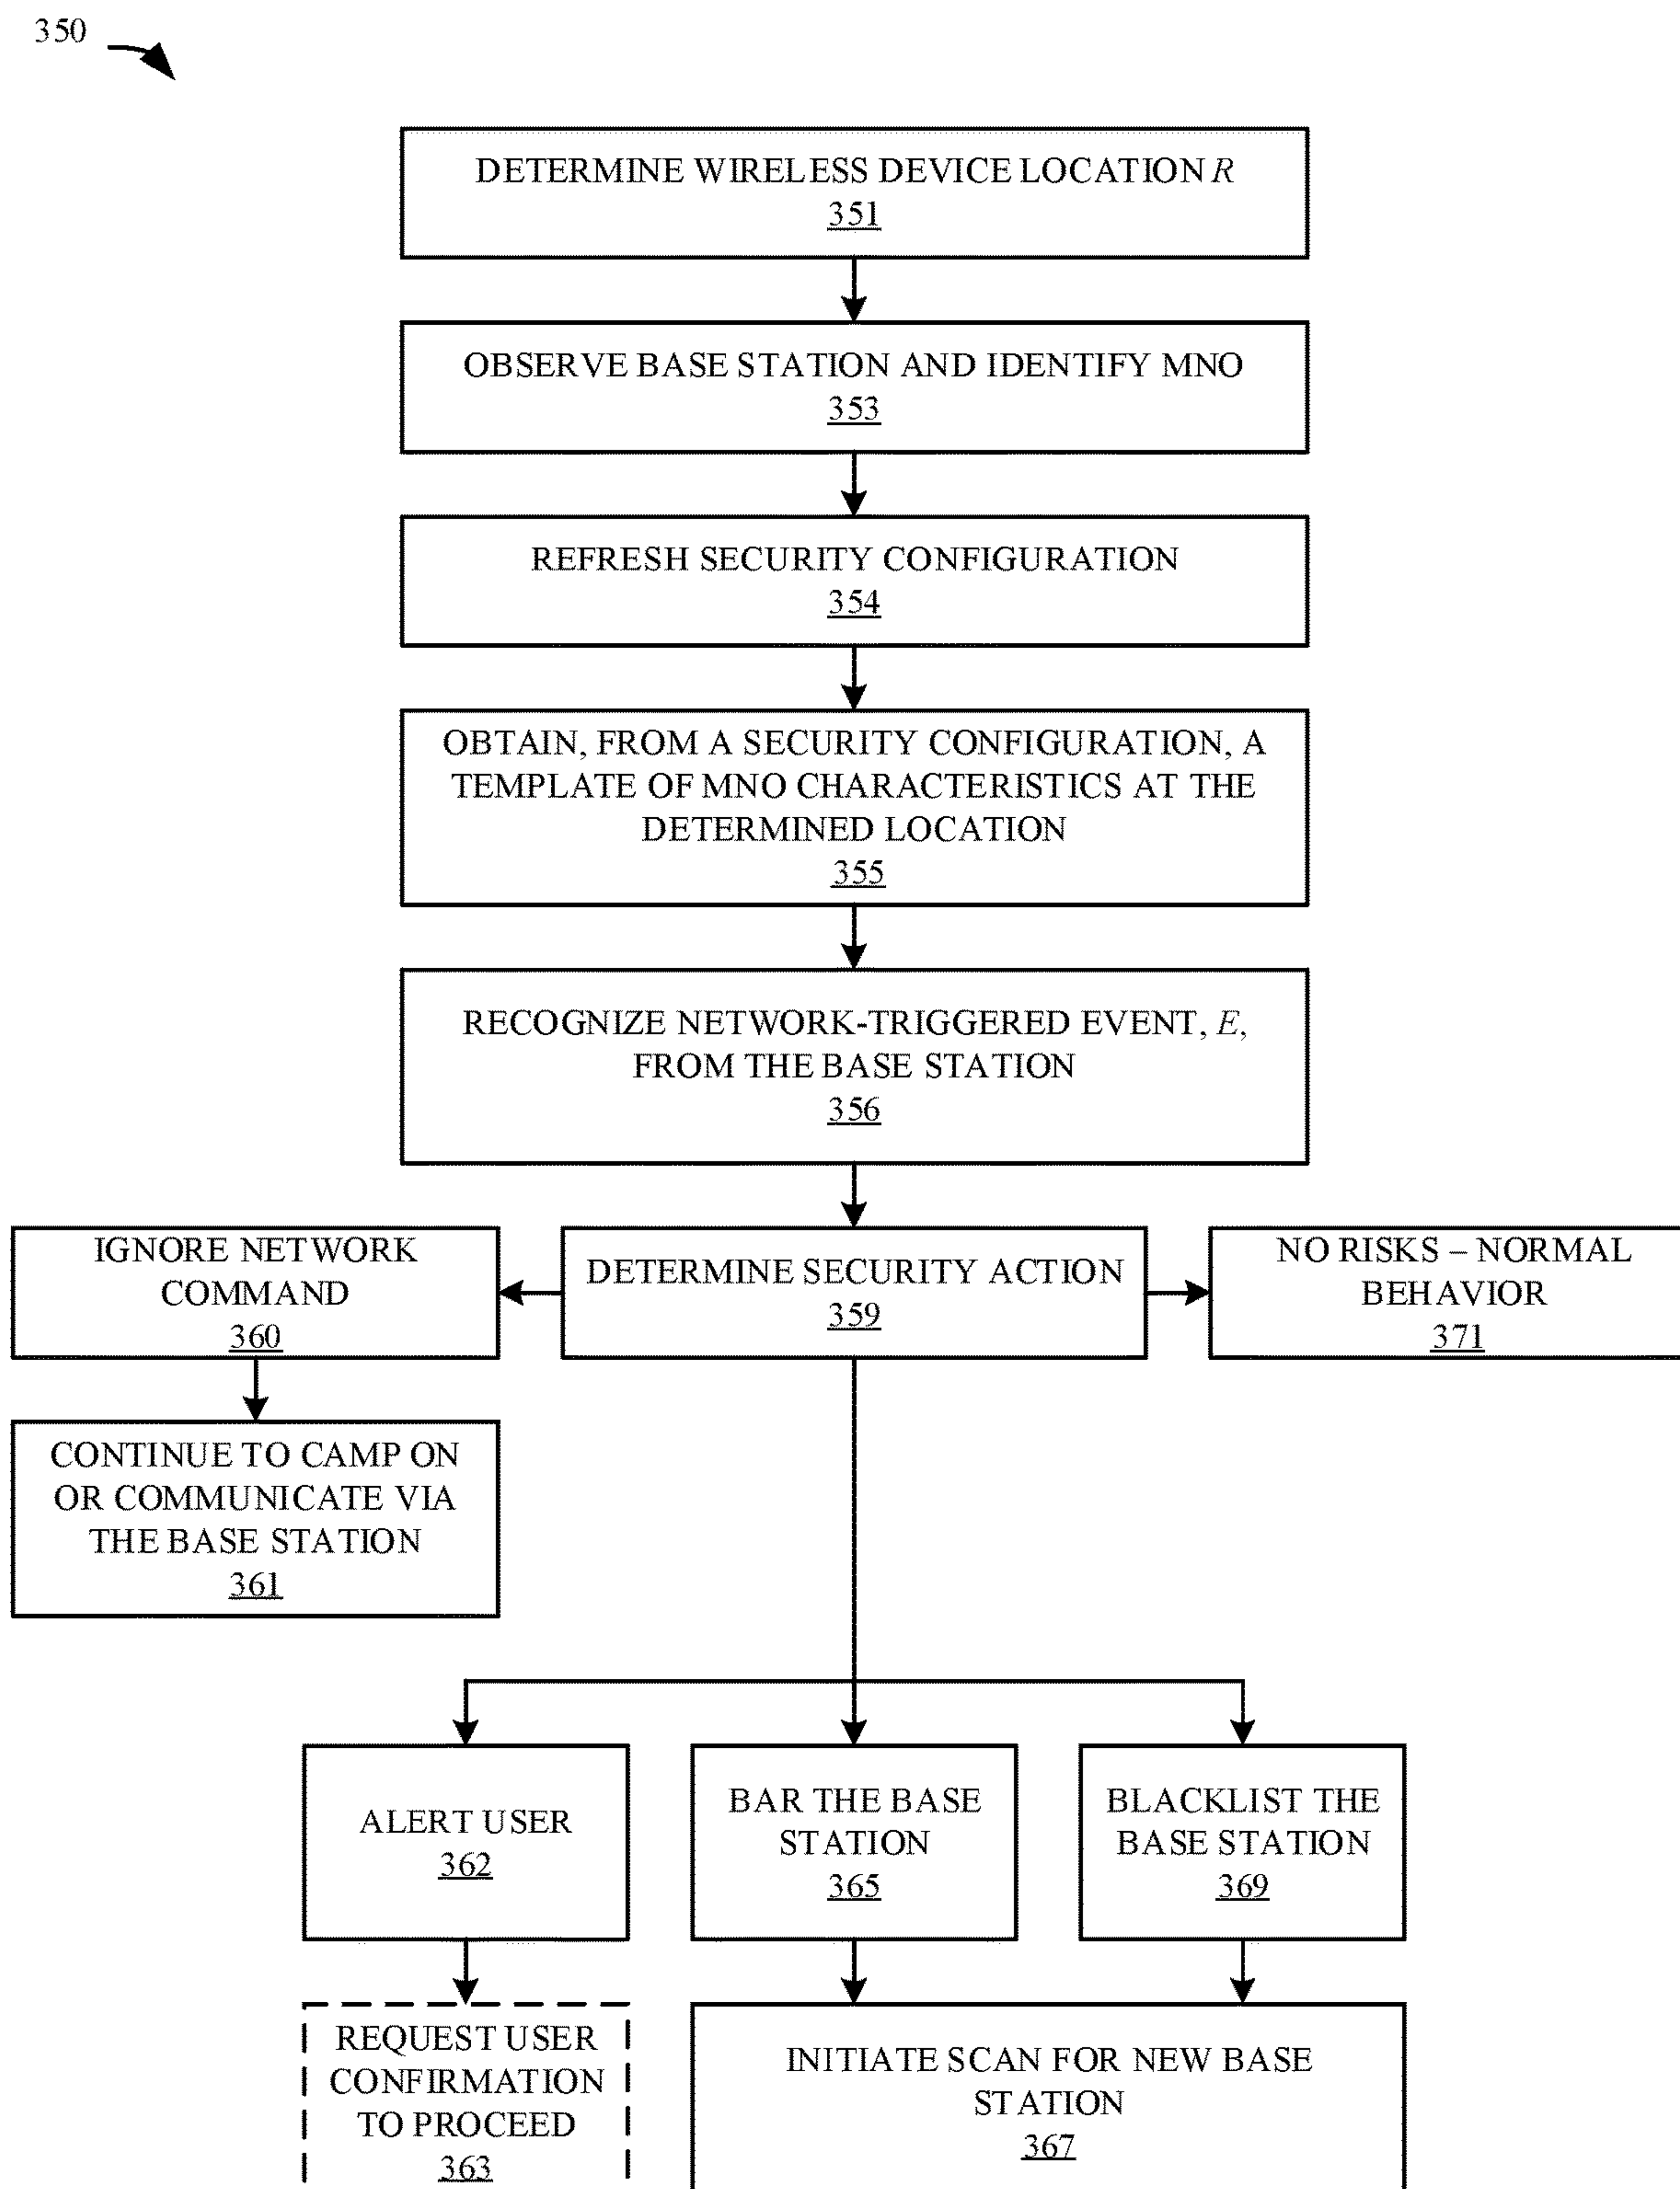 350
DETERMINE WIRELESS DEVICE LOCATION R
351
OBSERVE BASE STATION AND IDENTIFY MNO
353
REFRESH SECURITY CONFIGURATION
354
OBTAIN, FROM A SECURITY CONFIGURATION, A
TEMPLATE OF MNO CHARACTERISTICS AT THE
DETERMINED LOCATION
355
RECOGNIZE NETWORK-TRIGGERED EVENT, E,
FROM THE BASE STATION
356
IGNORE NETWORK
COMMAND
360
DETERMINE SECURITY ACTION
359
NO RISKS – NORMAL
BEHAVIOR
371
CONTINUE TO CAMP ON
OR COMMUNICATE VIA
THE BASE STATION
361
ALERT USER
362
BAR THE BASE
STATION
365
BLACKLIST THE
BASE STATION
369
REQUEST USER
CONFIRMATION
TO PROCEED
363
INITIATE SCAN FOR NEW BASE
STATION
367